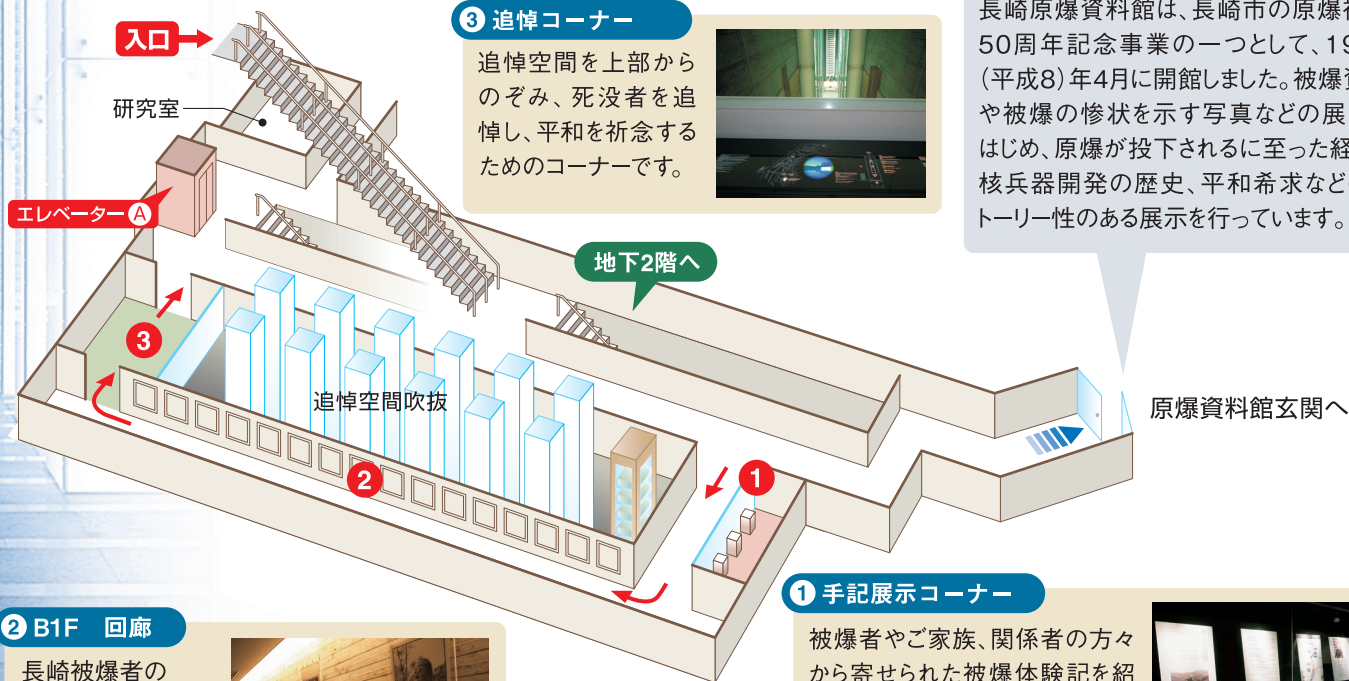 入口
研究室
エレベーターA
3 追悼コーナー
追悼空間を上部から
のぞみ、死没者を追
悼し、平和を祈念する
ためのコーナーです。
長崎原爆資料館は、長崎市の原爆
50周年記念事業の一つとして、19
(平成8)年4月に開館しました。被爆
や被爆の惨状を示す写真などの展
はじめ、原爆が投下されるに至った経
核兵器開発の歴史、平和希求など
トーリー性のある展示を行っています。
地下2階へ
3
追悼空間吹抜
2
1
原爆資料館玄関へ
1 手記展示コーナー
被爆者やご家族、関係者の方々
から寄せられた被爆体験記を紹
2 B1F 回廊
長崎被爆者の